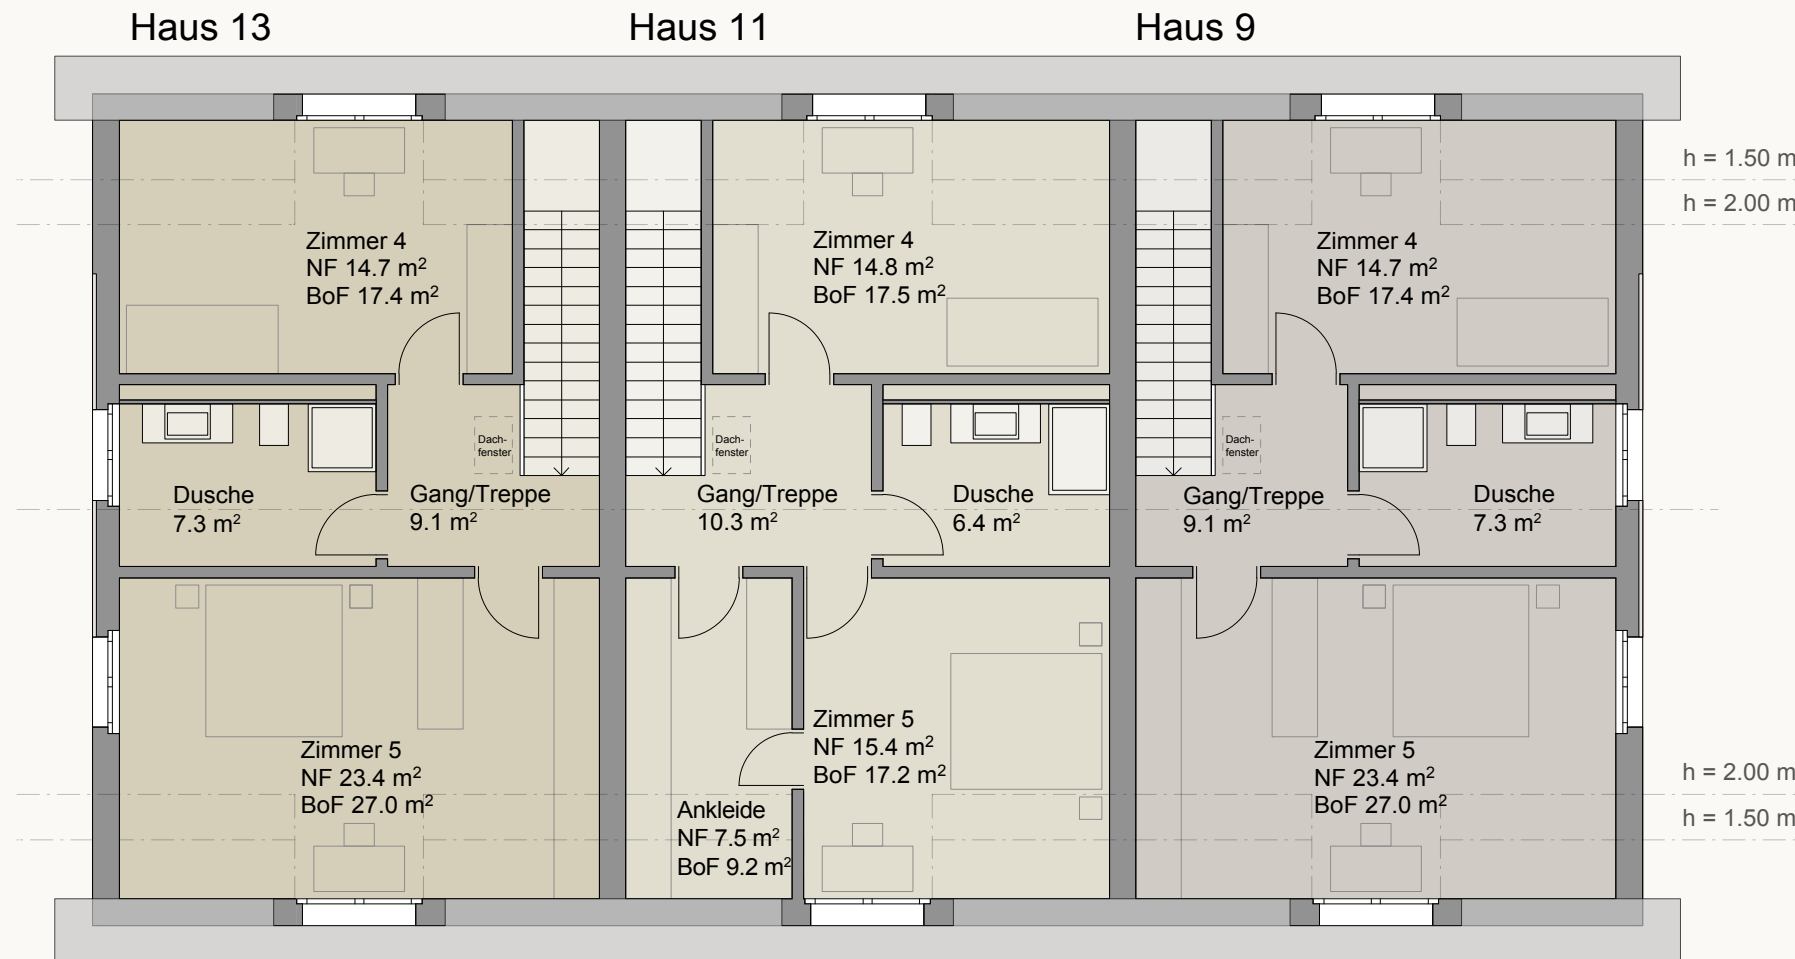 Haus 13
Haus 11
Haus 9
h = 1.50 m
h = 2.00 m
Zimmer 4
NF 14.7 m²
BoF 17.4 m²
Zimmer 4
NF 14.8 m²
BoF 17.5 m²
Zimmer 4
NF 14.7 m²
BoF 17.4 m²
Dach-
fenster
Dach-
fenster
Dach-
fenster
Dusche
7.3 m²
Gang/Treppe
9.1 m²
Gang/Treppe
10.3 m²
Dusche
6.4 m²
Gang/Treppe
9.1 m²
Dusche
7.3 m²
Zimmer 5
NF 23.4 m²
BoF 27.0 m²
Ankleide
NF 7.5 m²
BoF 9.2 m²
Zimmer 5
NF 15.4 m²
BoF 17.2 m²
Zimmer 5
NF 23.4 m²
BoF 27.0 m²
h = 2.00 m
h = 1.50 m